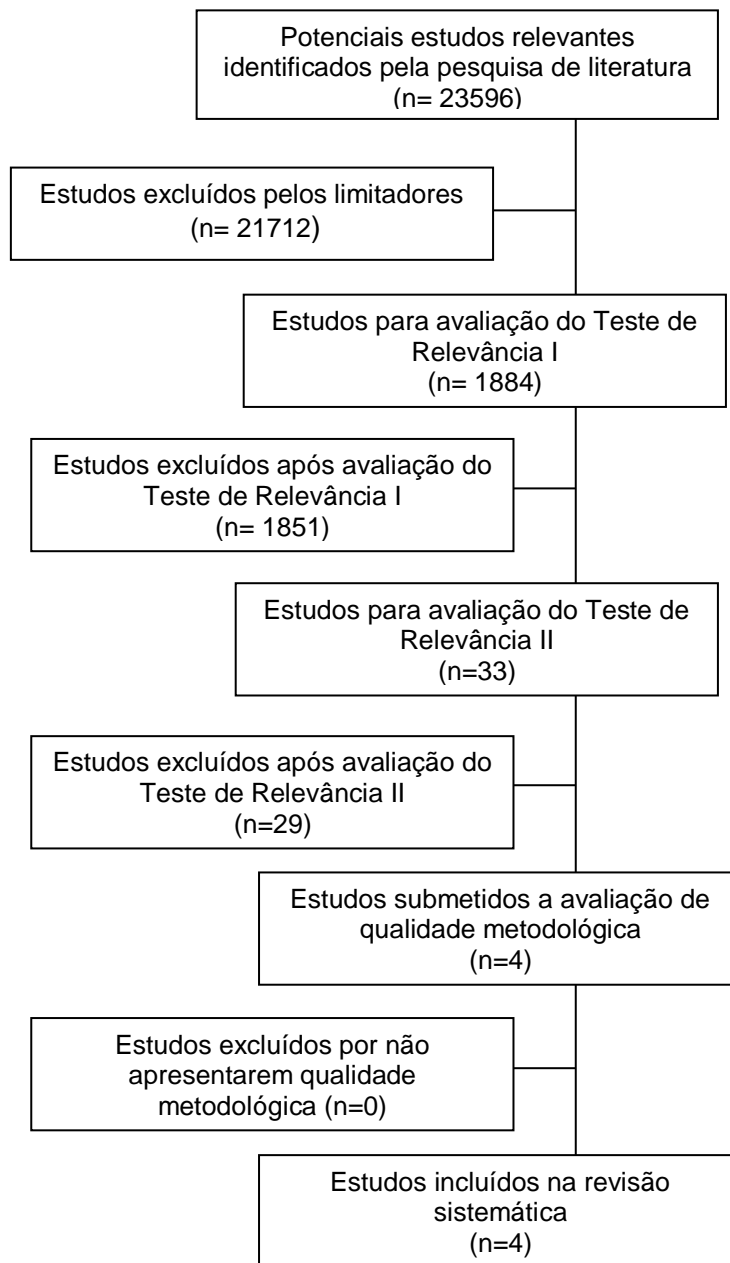 Potenciais estudos relevantes
identificados pela pesquisa de literatura
(n= 23596)
Estudos excluídos pelos limitadores
(n= 21712)
Estudos para avaliação do Teste de
Relevância I
(n= 1884)
Estudos excluídos após avaliação do
Teste de Relevância I
(n= 1851)
Estudos para avaliação do Teste de
Relevância II
(n=33)
Estudos excluídos após avaliação do
Teste de Relevância II
(n=29)
Estudos submetidos a avaliação de
qualidade metodológica
(n=4)
Estudos excluídos por não
apresentarem qualidade
metodológica (n=0)
Estudos incluídos na revisão
sistemática
(n=4)